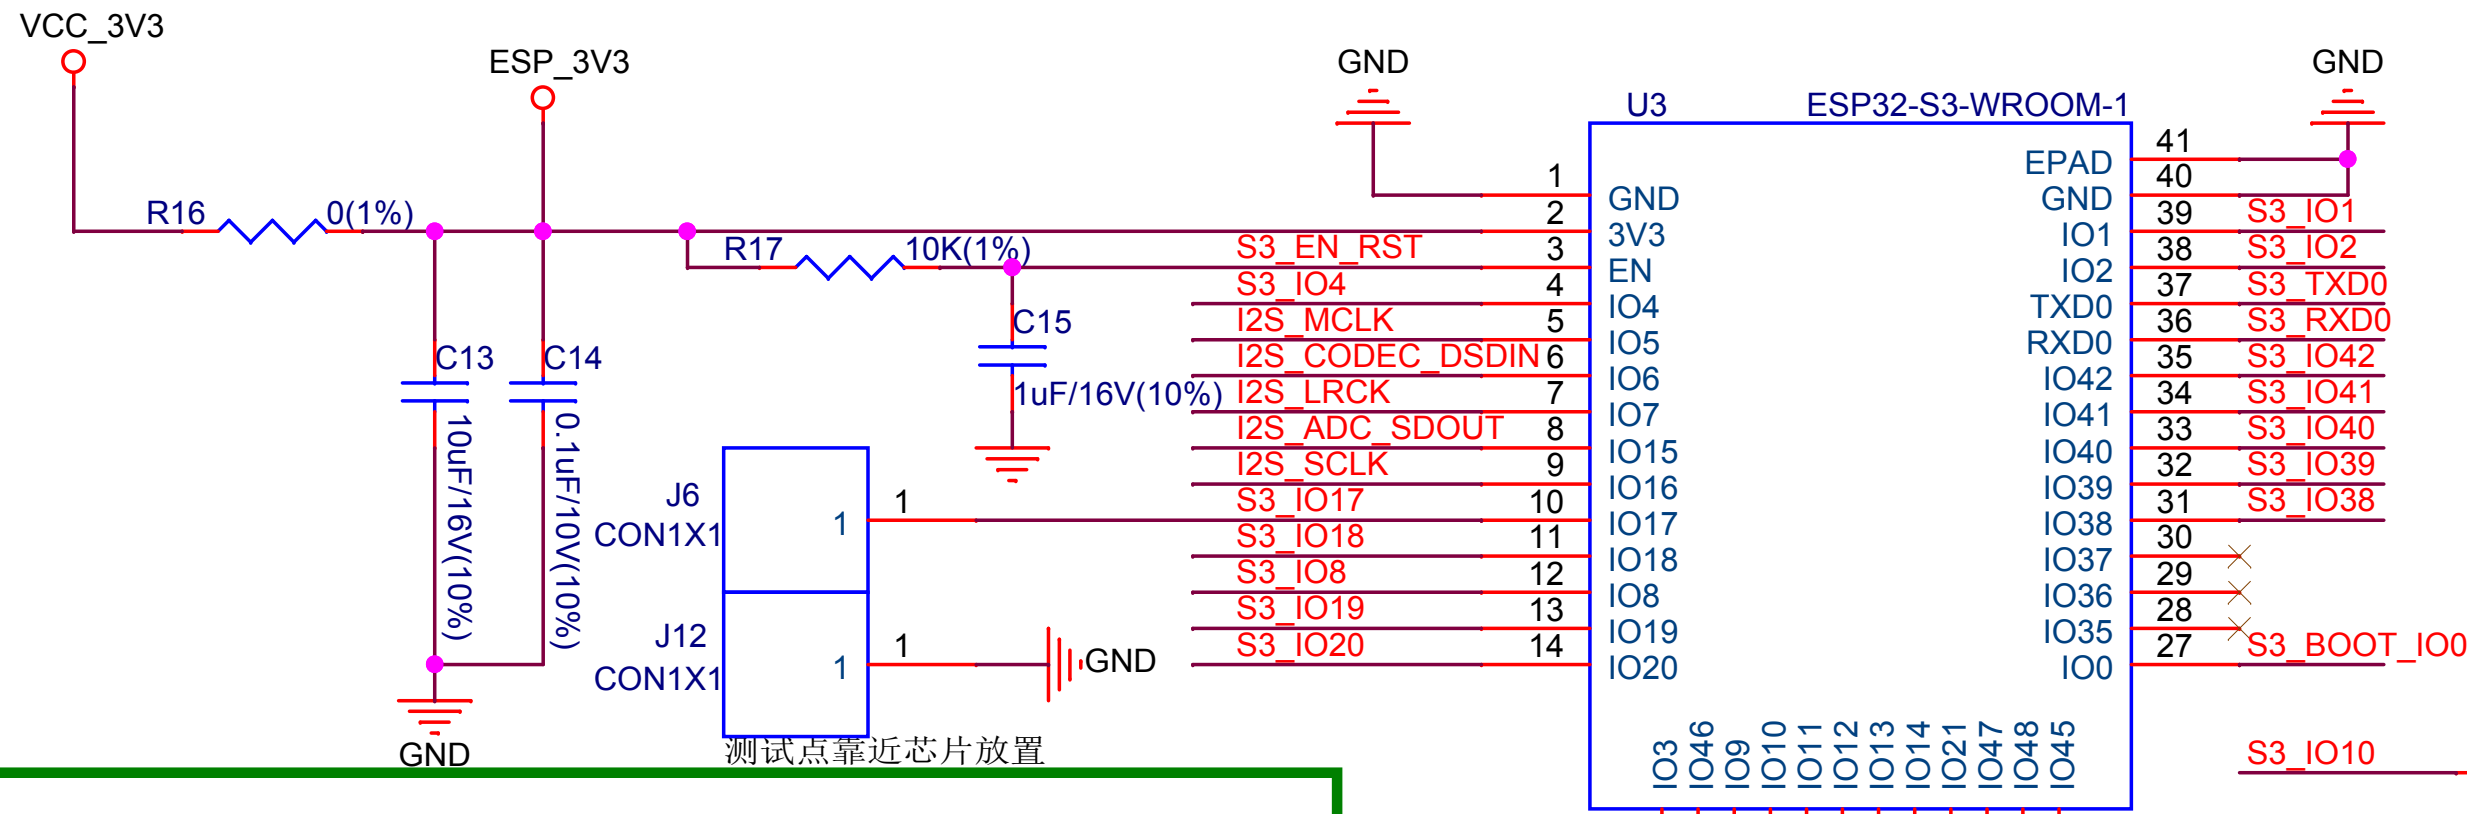 VCC_3V3
ESP_3V3
GND
GND
U3
ESP32-S3-WROOM-1
R16
0(1%)
R17
10K(1%)
C13
10uF/16V(10%)
C14
0.1uF/10V(10%)
C15
1uF/16V(10%)
GND
J6
CON1X1
1
1
J12
CON1X1
1
1
GND
测试点靠近芯片放置
1 GND
2 3V3
S3_EN_RST 3 EN
S3_IO4 4 IO4
I2S_MCLK 5 IO5
I2S_CODEC_DSDIN 6 IO6
I2S_LRCK 7 IO7
I2S_ADC_SDOUT 8 IO15
I2S_SCLK 9 IO16
S3_IO17 10 IO17
S3_IO18 11 IO18
S3_IO8 12 IO8
S3_IO19 13 IO19
S3_IO20 14 IO20
EPAD 41
GND 40
IO1 39 S3_IO1
IO2 38 S3_IO2
TXD0 37 S3_TXD0
RXD0 36 S3_RXD0
IO42 35 S3_IO42
IO41 34 S3_IO41
IO40 33 S3_IO40
IO39 32 S3_IO39
IO38 31 S3_IO38
IO37 30
IO36 29
IO35 28
IO0 27 S3_BOOT_IO0
IO3
IO46
IO9
IO10
IO11
IO12
IO13
IO14
IO21
IO47
IO48
IO45
S3_IO10